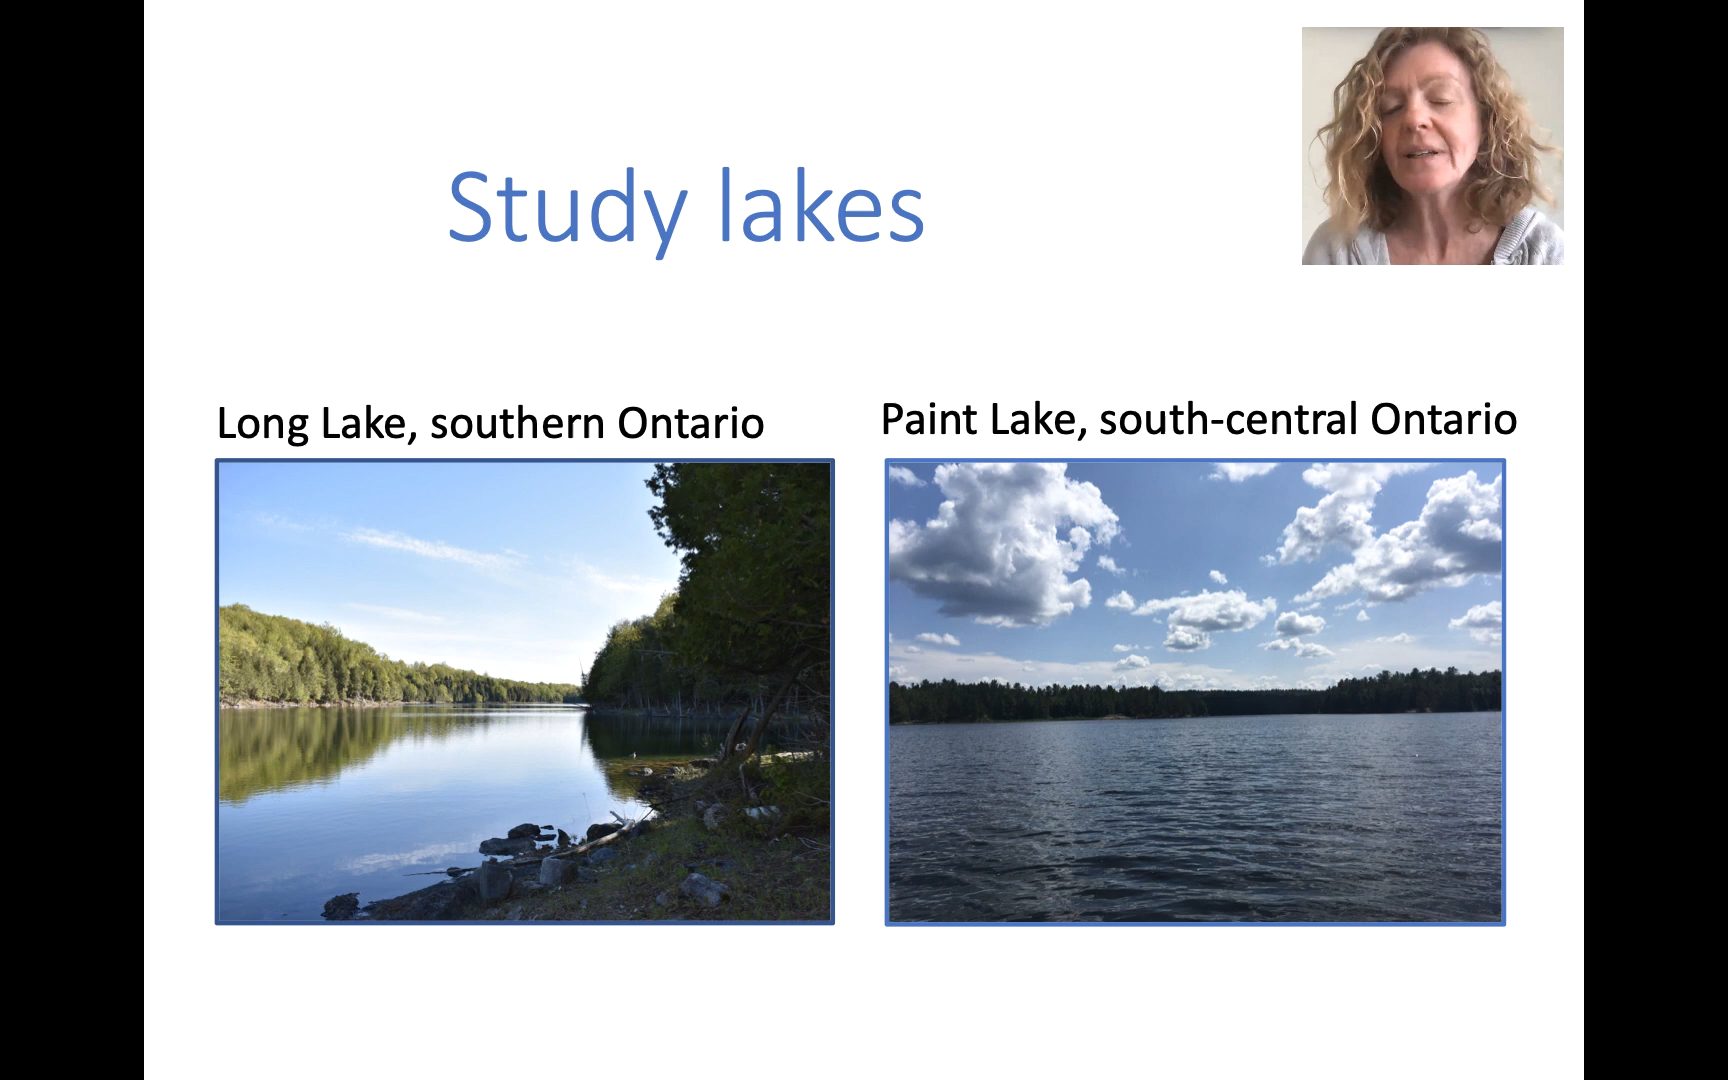 Study lakes
Long Lake, southern Ontario
Paint Lake, south-central Ontario